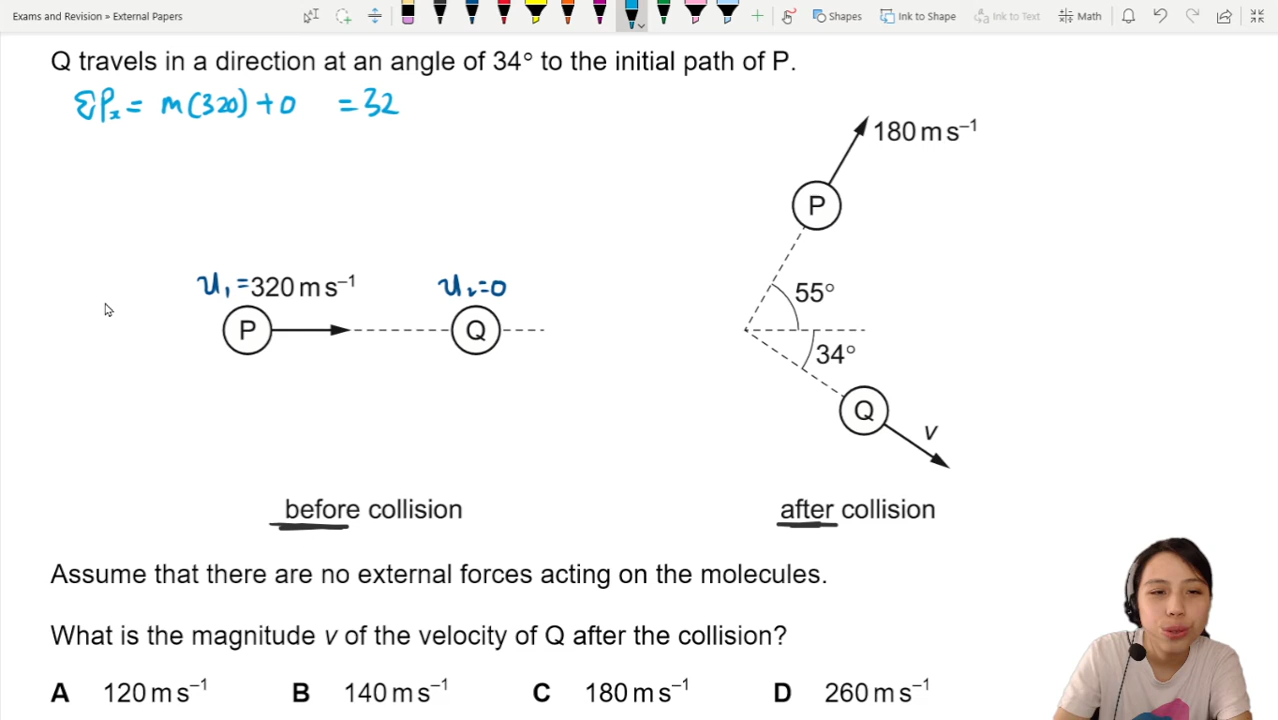 Exams and Revision » External Papers
Shapes
Ink to Shape
Ink to Text
Math
Q travels in a direction at an angle of 34° to the initial path of P.
ΣPₓ = m(320) + 0 = 32
180 m s⁻¹
P
u₁ = 320 m s⁻¹
u₂ = 0
55°
P
Q
34°
Q
v
before collision
after collision
Assume that there are no external forces acting on the molecules.
What is the magnitude v of the velocity of Q after the collision?
A 120 m s⁻¹ B 140 m s⁻¹ C 180 m s⁻¹ D 260 m s⁻¹